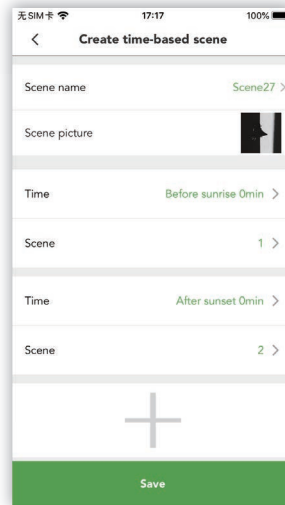 无SIM卡 17:17 100%
Create time-based scene
Scene name Scene27
Scene picture
Time Before sunrise 0min
Scene 1
Time After sunset 0min
Scene 2
Save